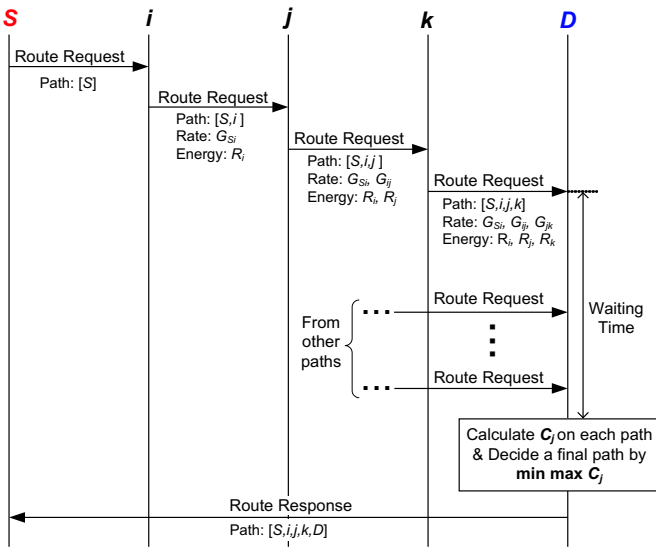 S i j k D
Route Request
Path: [S]
Route Request
Path: [S,i ]
Rate: G_Si
Energy: R_i
Route Request
Path: [S,i,j ]
Rate: G_Si, G_ij
Energy: R_i, R_j
Route Request
Path: [S,i,j,k]
Rate: G_Si, G_ij, G_jk
Energy: R_i, R_j, R_k
From
other
paths
Route Request
Route Request
Waiting
Time
Calculate C_j on each path
& Decide a final path by
min max C_j
Route Response
Path: [S,i,j,k,D]